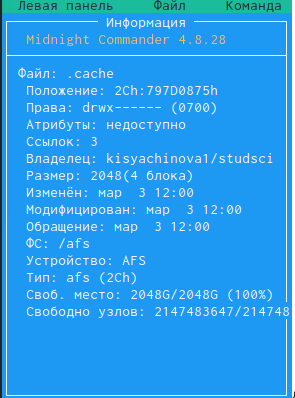 Левая панель Файл Команда
Информация
Midnight Commander 4.8.28
Файл: .cache
Положение: 2Ch:797D0875h
Права: drwx------ (0700)
Атрибуты: недоступно
Ссылок: 3
Владелец: kisyachinova1/studsci
Размер: 2048(4 блока)
Изменён: мар 3 12:00
Модифицирован: мар 3 12:00
Обращение: мар 3 12:00
ФС: /afs
Устройство: AFS
Тип: afs (2Ch)
Своб. место: 2048G/2048G (100%)
Свободно узлов: 2147483647/214748